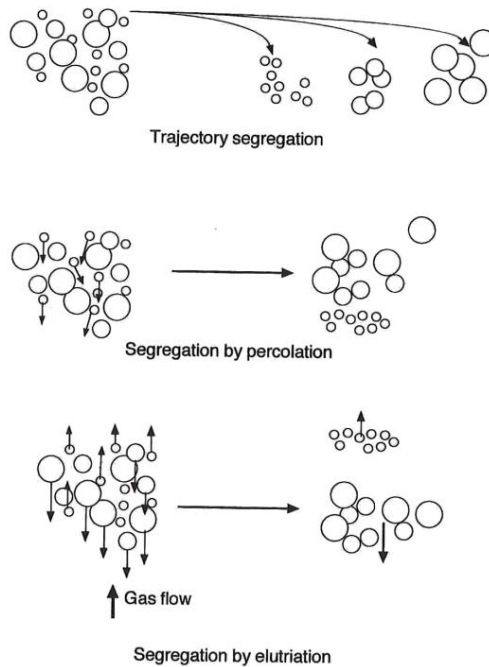 Trajectory segregation
Segregation by percolation
Gas flow
Segregation by elutriation